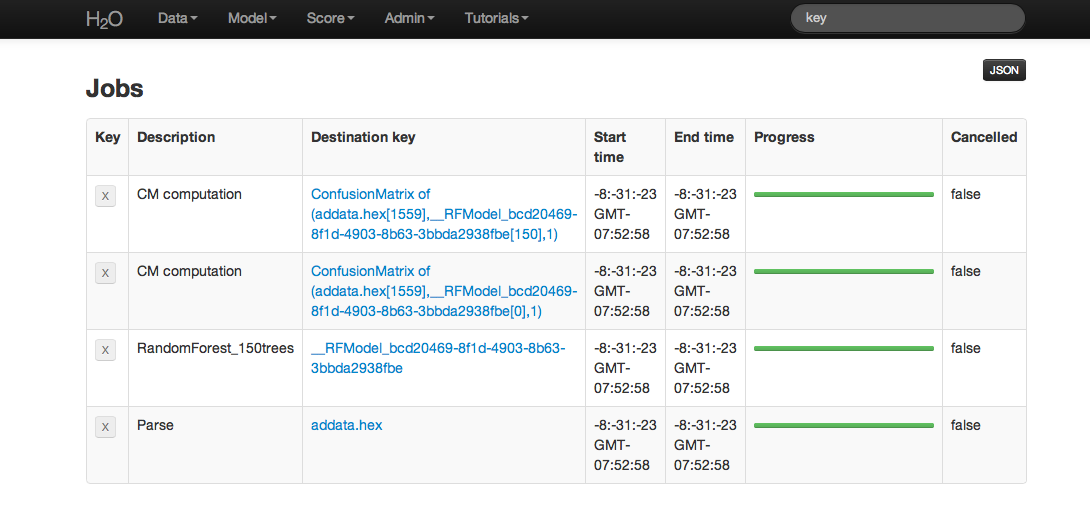 H2O Data Model Score Admin Tutorials key
JSON
Jobs
Key Description Destination key Start time End time Progress Cancelled
x CM computation ConfusionMatrix of (addata.hex[1559],__RFModel_bcd20469-8f1d-4903-8b63-3bbda2938fbe[150],1) -8:-31:-23 GMT-07:52:58 -8:-31:-23 GMT-07:52:58 false
x CM computation ConfusionMatrix of (addata.hex[1559],__RFModel_bcd20469-8f1d-4903-8b63-3bbda2938fbe[0],1) -8:-31:-23 GMT-07:52:58 -8:-31:-23 GMT-07:52:58 false
x RandomForest_150trees __RFModel_bcd20469-8f1d-4903-8b63-3bbda2938fbe -8:-31:-23 GMT-07:52:58 -8:-31:-23 GMT-07:52:58 false
x Parse addata.hex -8:-31:-23 GMT-07:52:58 -8:-31:-23 GMT-07:52:58 false